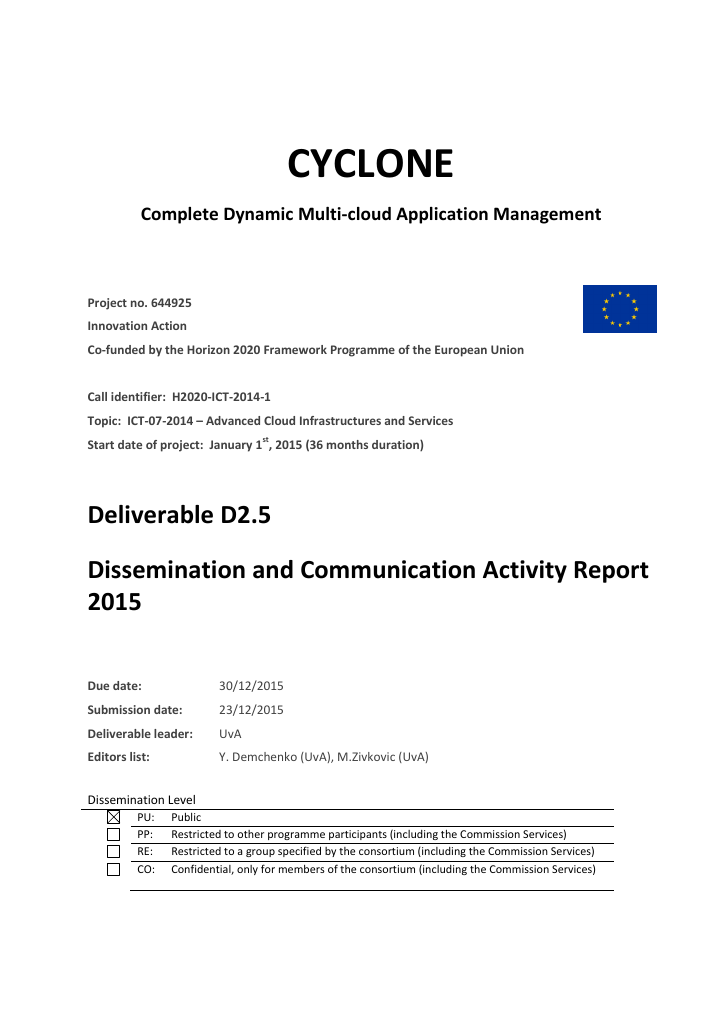 CYCLONE
Complete Dynamic Multi-cloud Application Management
Project no. 644925
Innovation Action
Co-funded by the Horizon 2020 Framework Programme of the European Union
Call identifier: H2020-ICT-2014-1
Topic: ICT-07-2014 – Advanced Cloud Infrastructures and Services
Start date of project: January 1st, 2015 (36 months duration)
Deliverable D2.5
Dissemination and Communication Activity Report
2015
Due date: 30/12/2015
Submission date: 23/12/2015
Deliverable leader: UvA
Editors list: Y. Demchenko (UvA), M.Zivkovic (UvA)
Dissemination Level
PU: Public
PP: Restricted to other programme participants (including the Commission Services)
RE: Restricted to a group specified by the consortium (including the Commission Services)
CO: Confidential, only for members of the consortium (including the Commission Services)